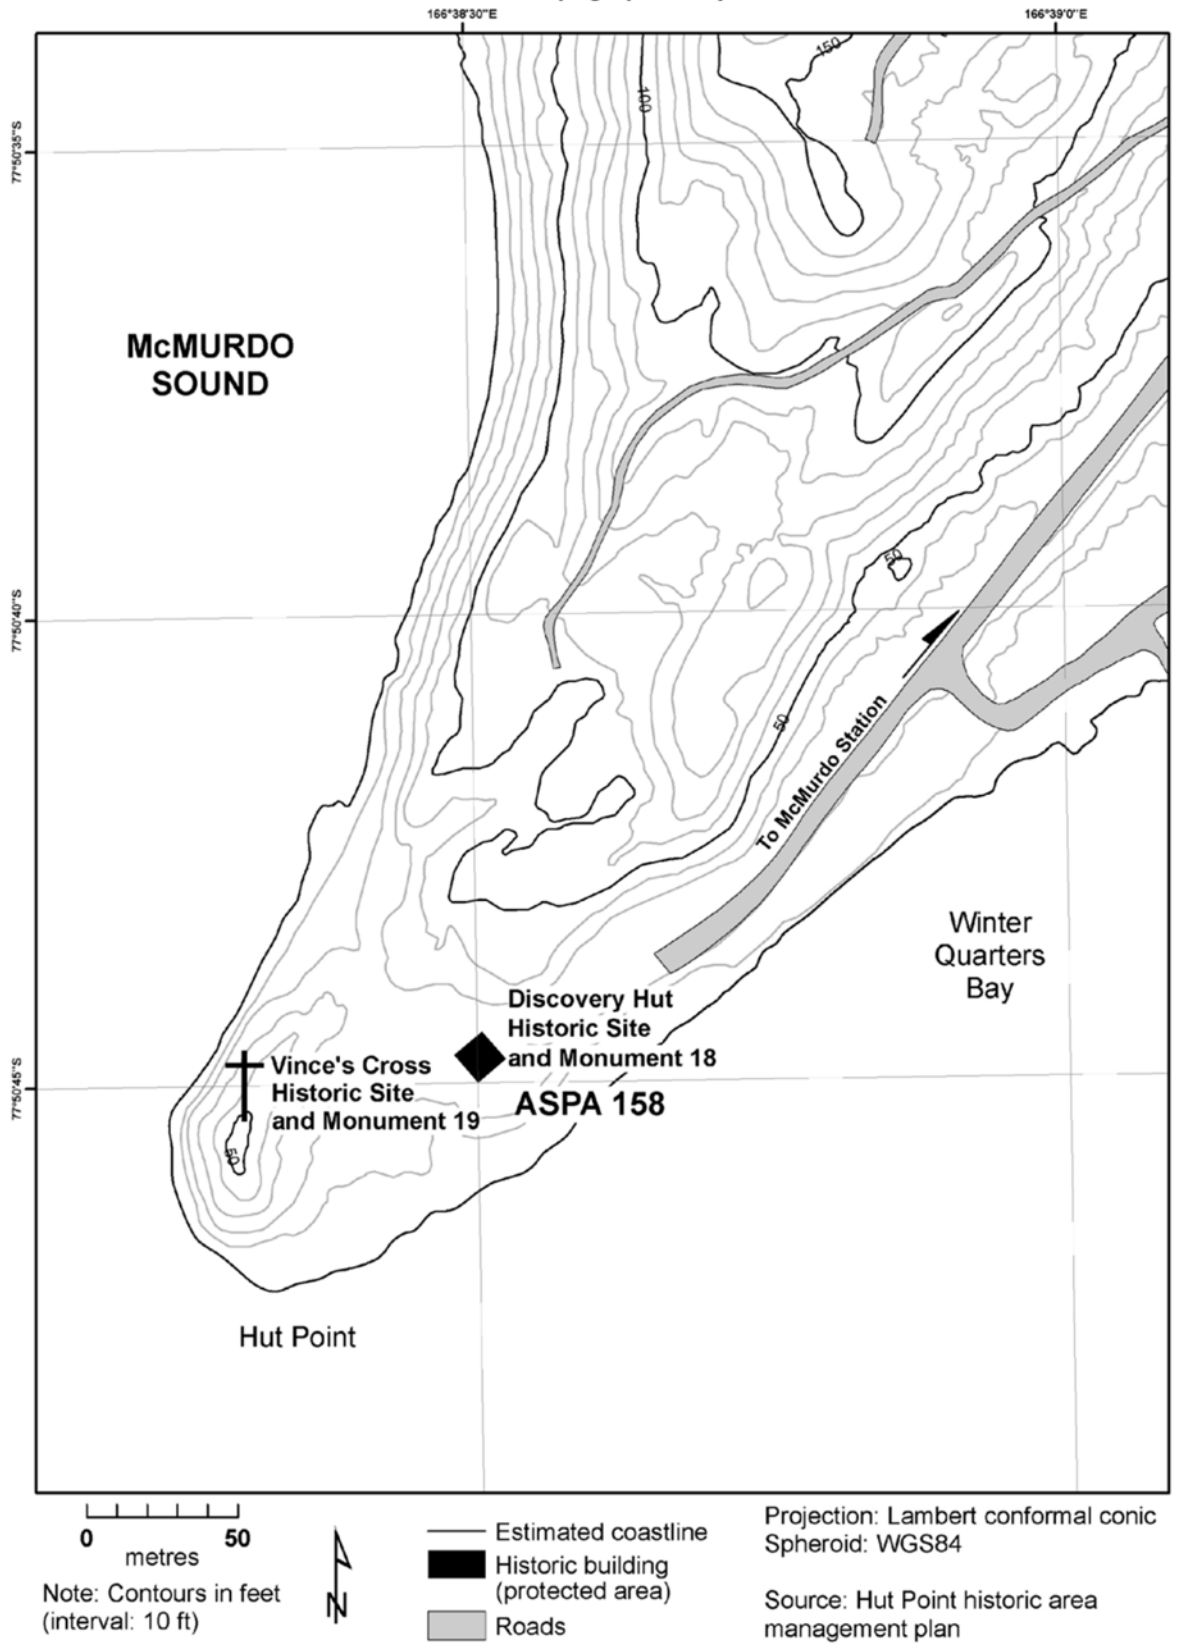 166°38'30"E
166°39'0"E
77°50'35"S
150
100
McMURDO
SOUND
50
77°50'40"S
50
To McMurdo Station
Winter
Quarters
Bay
Discovery Hut
Historic Site
and Monument 18
ASPA 158
Vince's Cross
Historic Site
and Monument 19
77°50'45"S
50
Hut Point
0 50
metres
Note: Contours in feet
(interval: 10 ft)
N
Estimated coastline
Historic building
(protected area)
Roads
Projection: Lambert conformal conic
Spheroid: WGS84
Source: Hut Point historic area
management plan